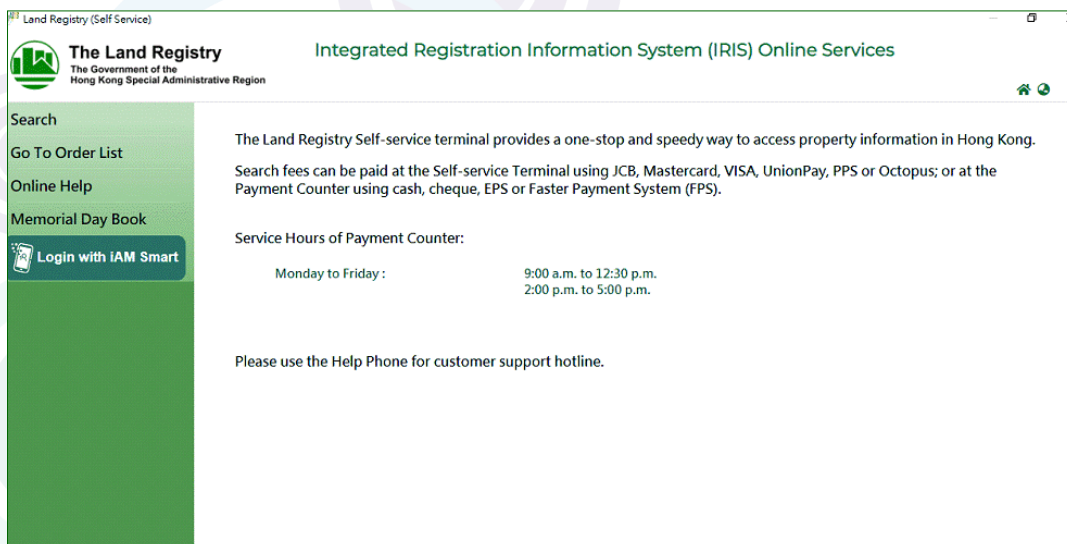 Land Registry (Self Service)
The Land Registry
The Government of the
Hong Kong Special Administrative Region
Integrated Registration Information System (IRIS) Online Services
Search
Go To Order List
Online Help
Memorial Day Book
Login with iAM Smart
The Land Registry Self-service terminal provides a one-stop and speedy way to access property information in Hong Kong.
Search fees can be paid at the Self-service Terminal using JCB, Mastercard, VISA, UnionPay, PPS or Octopus; or at the
Payment Counter using cash, cheque, EPS or Faster Payment System (FPS).
Service Hours of Payment Counter:
Monday to Friday : 9:00 a.m. to 12:30 p.m.
2:00 p.m. to 5:00 p.m.
Please use the Help Phone for customer support hotline.